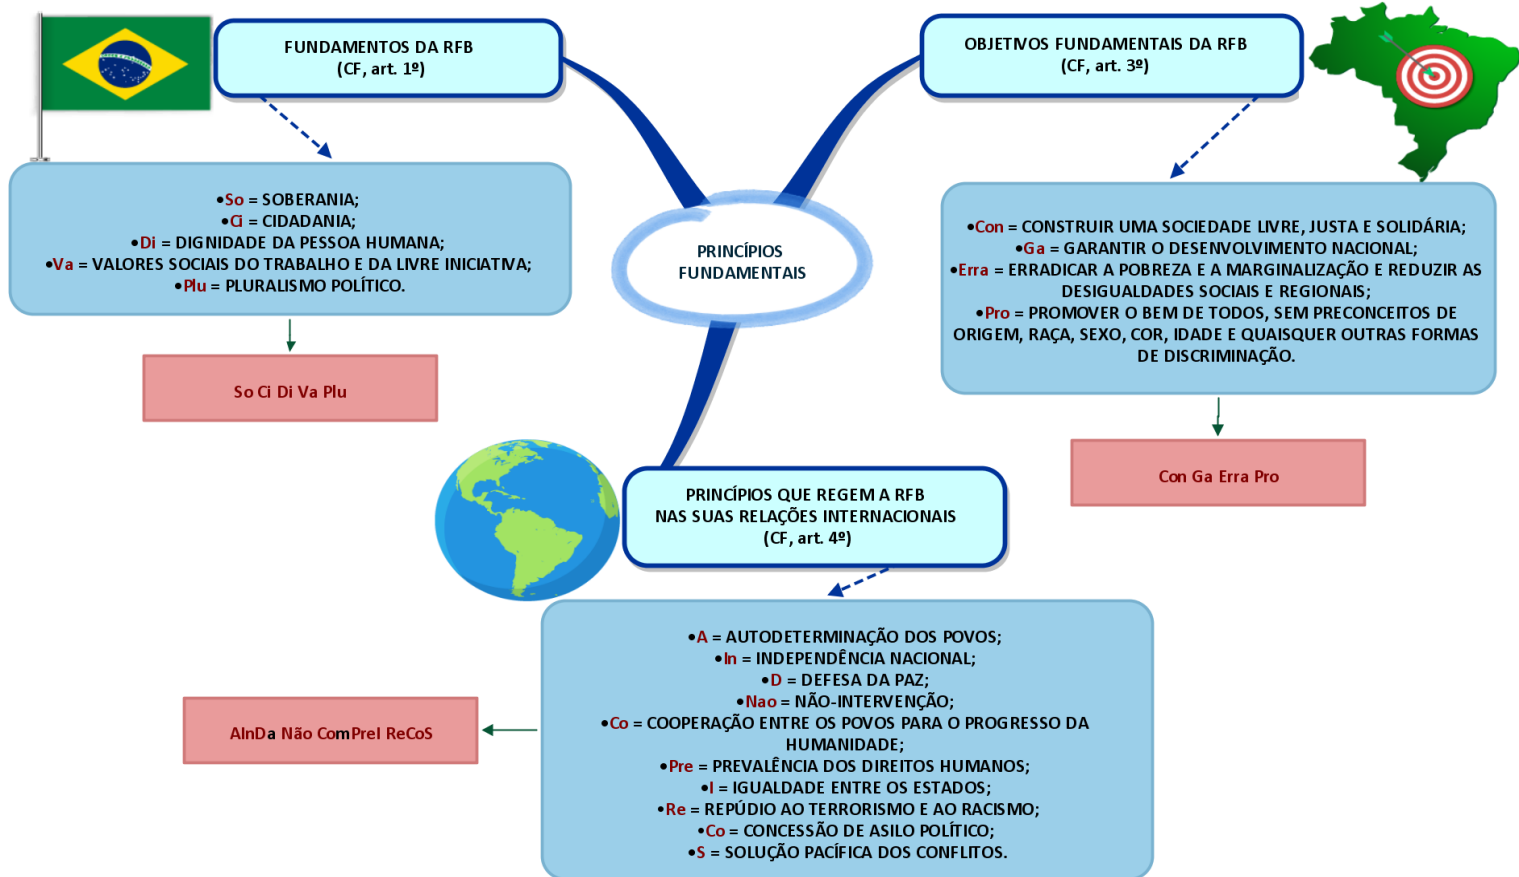 FUNDAMENTOS DA RFB
(CF, art. 1º)
•So = SOBERANIA;
•Ci = CIDADANIA;
•Di = DIGNIDADE DA PESSOA HUMANA;
•Va = VALORES SOCIAIS DO TRABALHO E DA LIVRE INICIATIVA;
•Plu = PLURALISMO POLÍTICO.
So Ci Di Va Plu
PRINCÍPIOS
FUNDAMENTAIS
OBJETIVOS FUNDAMENTAIS DA RFB
(CF, art. 3º)
•Con = CONSTRUIR UMA SOCIEDADE LIVRE, JUSTA E SOLIDÁRIA;
•Ga = GARANTIR O DESENVOLVIMENTO NACIONAL;
•Erra = ERRADICAR A POBREZA E A MARGINALIZAÇÃO E REDUZIR AS
DESIGUALDADES SOCIAIS E REGIONAIS;
•Pro = PROMOVER O BEM DE TODOS, SEM PRECONCEITOS DE
ORIGEM, RAÇA, SEXO, COR, IDADE E QUAISQUER OUTRAS FORMAS
DE DISCRIMINAÇÃO.
Con Ga Erra Pro
PRINCÍPIOS QUE REGEM A RFB
NAS SUAS RELAÇÕES INTERNACIONAIS
(CF, art. 4º)
•A = AUTODETERMINAÇÃO DOS POVOS;
•In = INDEPENDÊNCIA NACIONAL;
•D = DEFESA DA PAZ;
•Nao = NÃO-INTERVENÇÃO;
•Co = COOPERAÇÃO ENTRE OS POVOS PARA O PROGRESSO DA
HUMANIDADE;
•Pre = PREVALÊNCIA DOS DIREITOS HUMANOS;
•I = IGUALDADE ENTRE OS ESTADOS;
•Re = REPÚDIO AO TERRORISMO E AO RACISMO;
•Co = CONCESSÃO DE ASILO POLÍTICO;
•S = SOLUÇÃO PACÍFICA DOS CONFLITOS.
AInDa Não ComPreI ReCoS